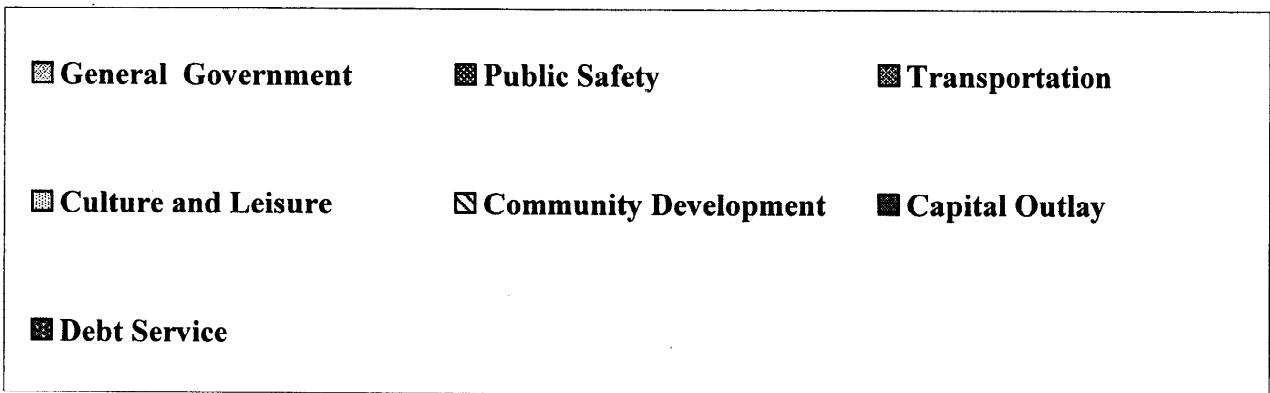 General Government Public Safety Transportation
Culture and Leisure Community Development Capital Outlay
Debt Service